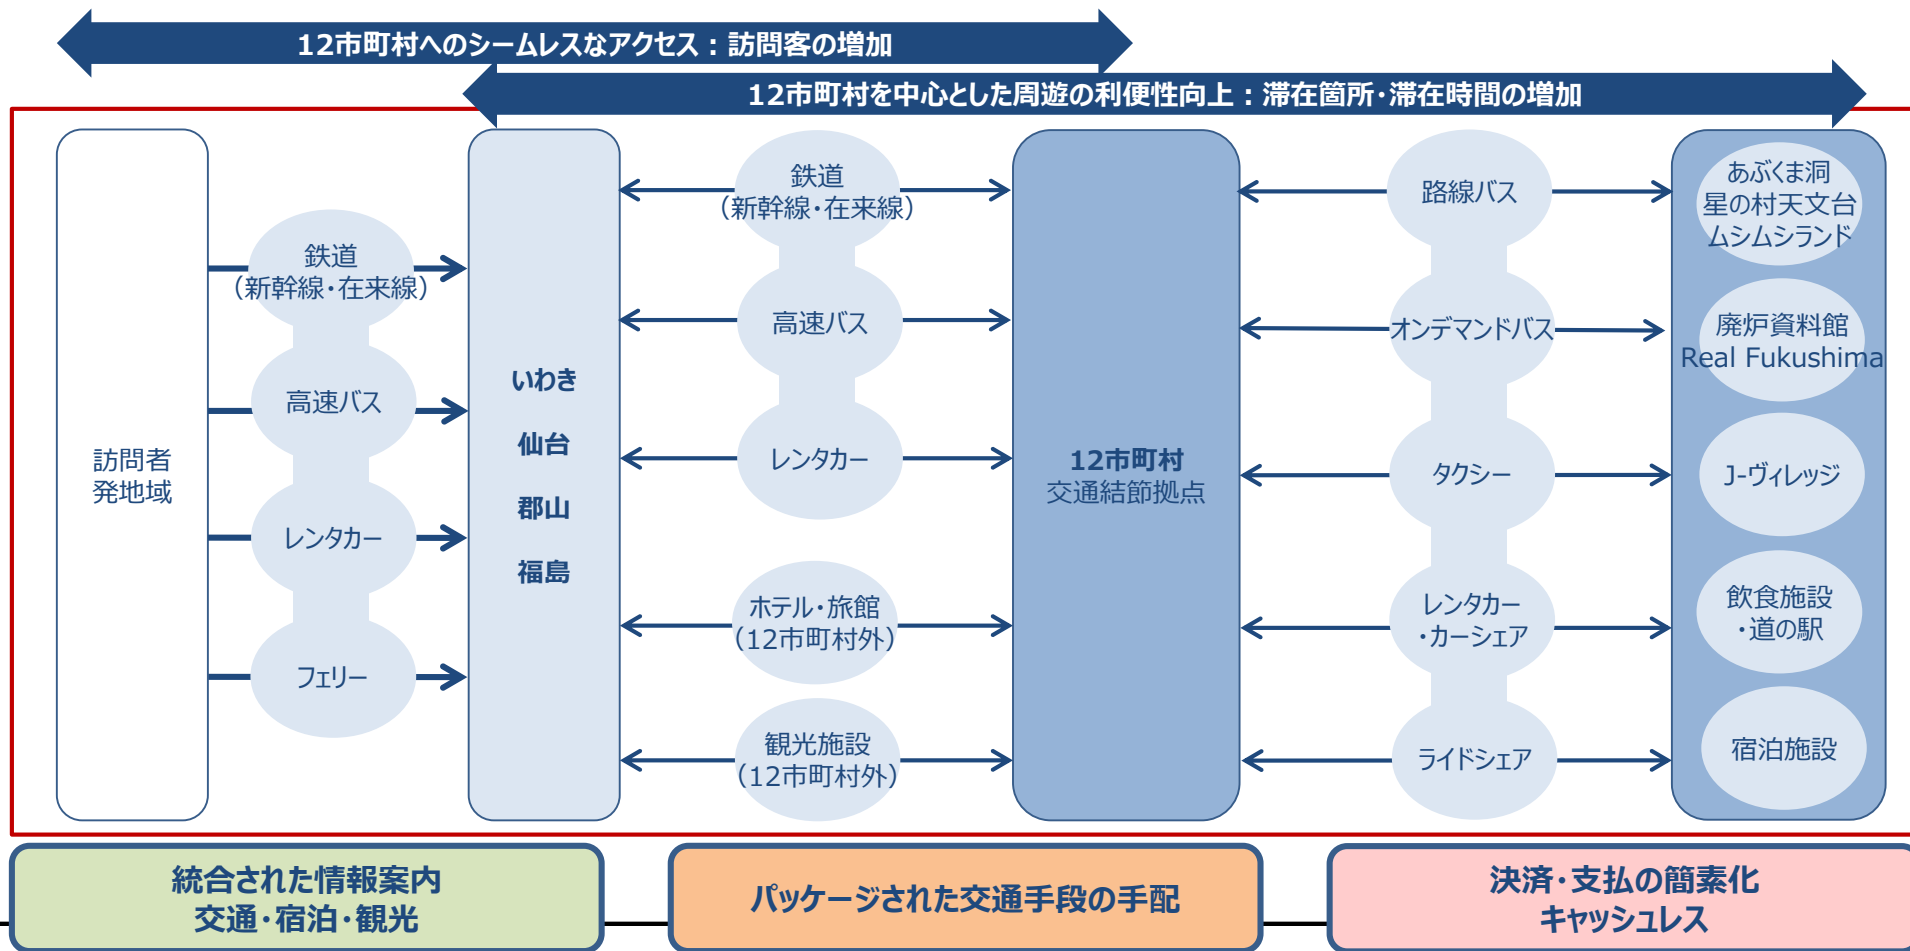 12市町村へのシームレスなアクセス：訪問客の増加
12市町村を中心とした周遊の利便性向上：滞在箇所・滞在時間の増加
訪問者
発地域
鉄道
（新幹線・在来線）
高速バス
レンタカー
フェリー
いわき
仙台
郡山
福島
鉄道
（新幹線・在来線）
高速バス
レンタカー
ホテル・旅館
（12市町村外）
観光施設
（12市町村外）
12市町村
交通結節拠点
路線バス
オンデマンドバス
タクシー
レンタカー
・カーシェア
ライドシェア
あぶくま洞
星の村天文台
ムシムシランド
廃炉資料館
Real Fukushima
J-ヴィレッジ
飲食施設
・道の駅
宿泊施設
統合された情報案内
交通・宿泊・観光
パッケージされた交通手段の手配
決済・支払の簡素化
キャッシュレス